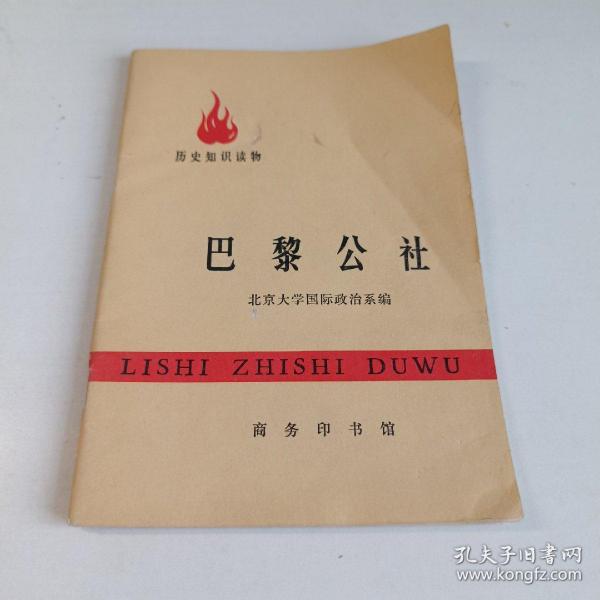 历史知识读物
巴黎公社
北京大学国际政治系编
LISHI ZHISHI DUWU
商务印书馆
孔夫子旧书网
www.kongfz.com